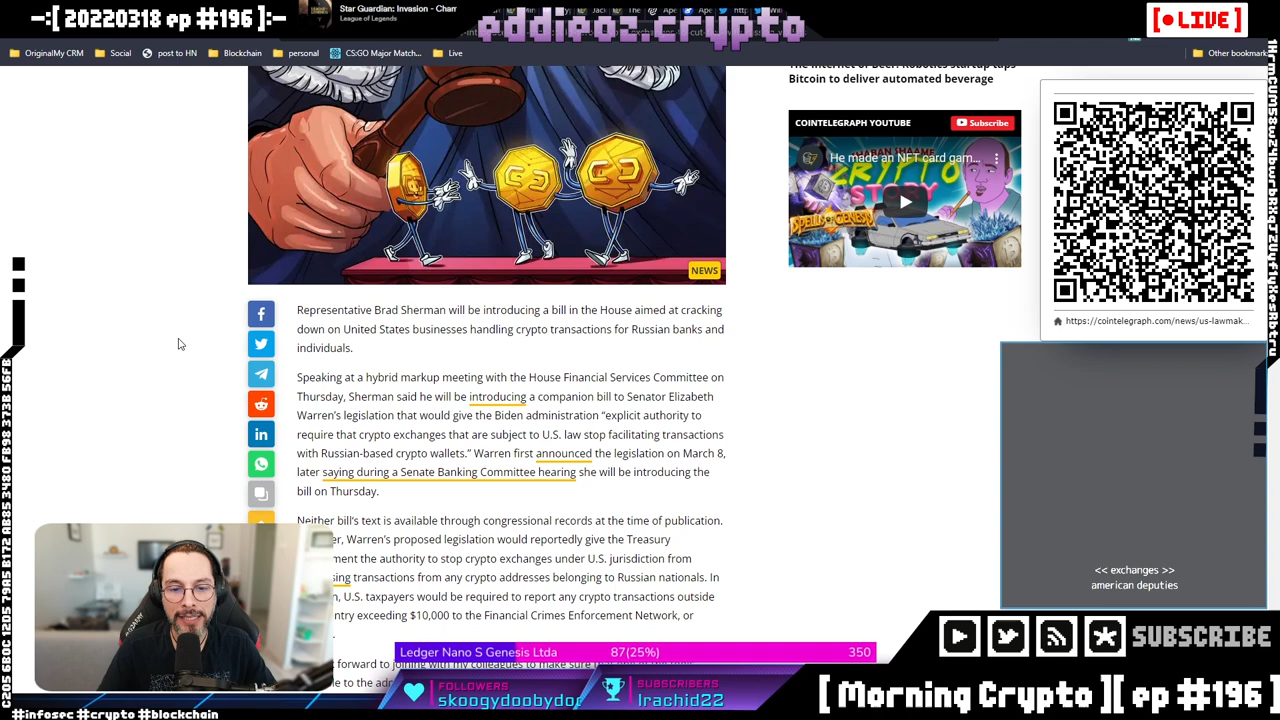 -:[ 20220318 ep #196 ]:-
Star Guardian: Invasion - Cham
League of Legends
eddieoz.crypto
[ ● LIVE ]
OriginalMy CRM
Social
post to HN
Blockchain
personal
CS:GO Major Match...
Live
Other bookmark
The Internet of Beer: Robotics startup taps
Bitcoin to deliver automated beverage
COINTELEGRAPH YOUTUBE
Subscribe
He made an NFT card gam...
CRYPTO
STORY
SPELLS OF GENESIS
NEWS
https://cointelegraph.com/news/us-lawmak...
Representative Brad Sherman will be introducing a bill in the House aimed at cracking
down on United States businesses handling crypto transactions for Russian banks and
individuals.
Speaking at a hybrid markup meeting with the House Financial Services Committee on
Thursday, Sherman said he will be introducing a companion bill to Senator Elizabeth
Warren's legislation that would give the Biden administration “explicit authority to
require that crypto exchanges that are subject to U.S. law stop facilitating transactions
with Russian-based crypto wallets.” Warren first announced the legislation on March 8,
later saying during a Senate Banking Committee hearing she will be introducing the
bill on Thursday.
Neither bill's text is available through congressional records at the time of publication.
er, Warren's proposed legislation would reportedly give the Treasury
ment the authority to stop crypto exchanges under U.S. jurisdiction from
sing transactions from any crypto addresses belonging to Russian nationals. In
n, U.S. taxpayers would be required to report any crypto transactions outside
ntry exceeding $10,000 to the Financial Crimes Enforcement Network, or
<< exchanges >>
american deputies
Ledger Nano S Genesis Ltda
87(25%)
350
FOLLOWERS
skoogydoobydoo
SUBSCRIBERS
lrachid22
SUBSCRIBE
[ Morning Crypto ][ ep #196 ]
#infosec #crypto #blockchain